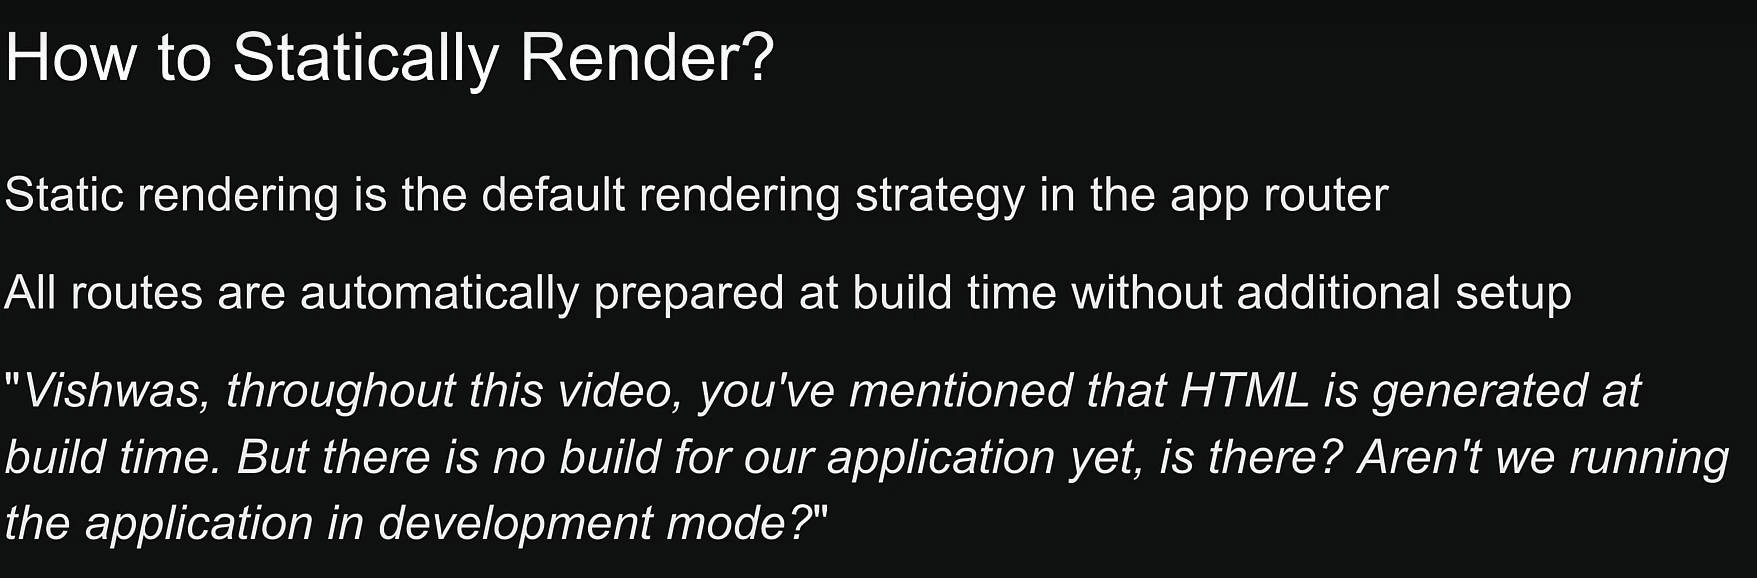 How to Statically Render?
Static rendering is the default rendering strategy in the app router
All routes are automatically prepared at build time without additional setup
"Vishwas, throughout this video, you've mentioned that HTML is generated at
build time. But there is no build for our application yet, is there? Aren't we running
the application in development mode?"